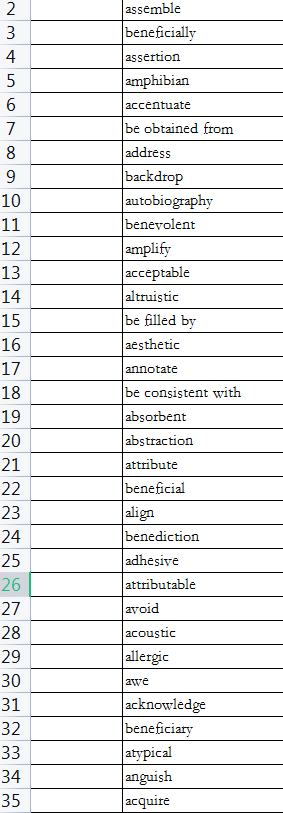 2 assemble
3 beneficially
4 assertion
5 amphibian
6 accentuate
7 be obtained from
8 address
9 backdrop
10 autobiography
11 benevolent
12 amplify
13 acceptable
14 altruistic
15 be filled by
16 aesthetic
17 annotate
18 be consistent with
19 absorbent
20 abstraction
21 attribute
22 beneficial
23 align
24 benediction
25 adhesive
26 attributable
27 avoid
28 acoustic
29 allergic
30 awe
31 acknowledge
32 beneficiary
33 atypical
34 anguish
35 acquire